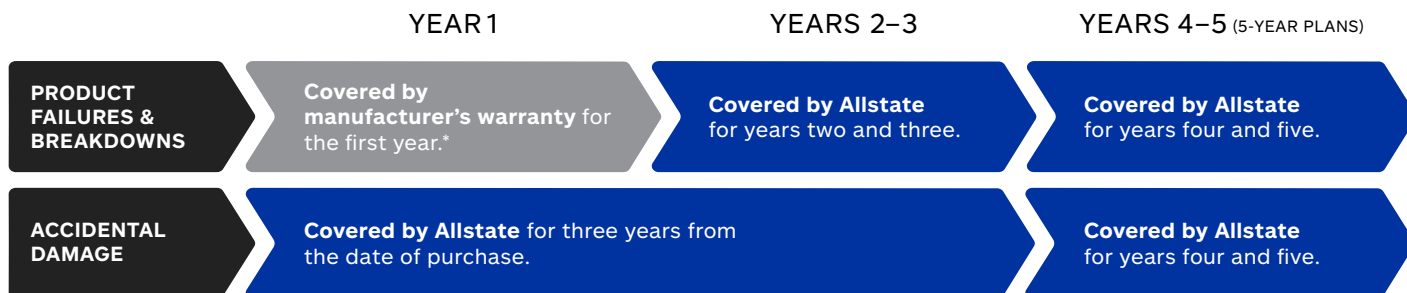 YEAR 1
YEARS 2–3
YEARS 4–5 (5-YEAR PLANS)
PRODUCT
FAILURES &
BREAKDOWNS
Covered by
manufacturer’s warranty for
the first year.*
Covered by Allstate
for years two and three.
Covered by Allstate
for years four and five.
ACCIDENTAL
DAMAGE
Covered by Allstate for three years from
the date of purchase.
Covered by Allstate
for years four and five.